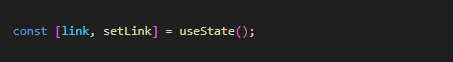 const [link, setLink] = useState();